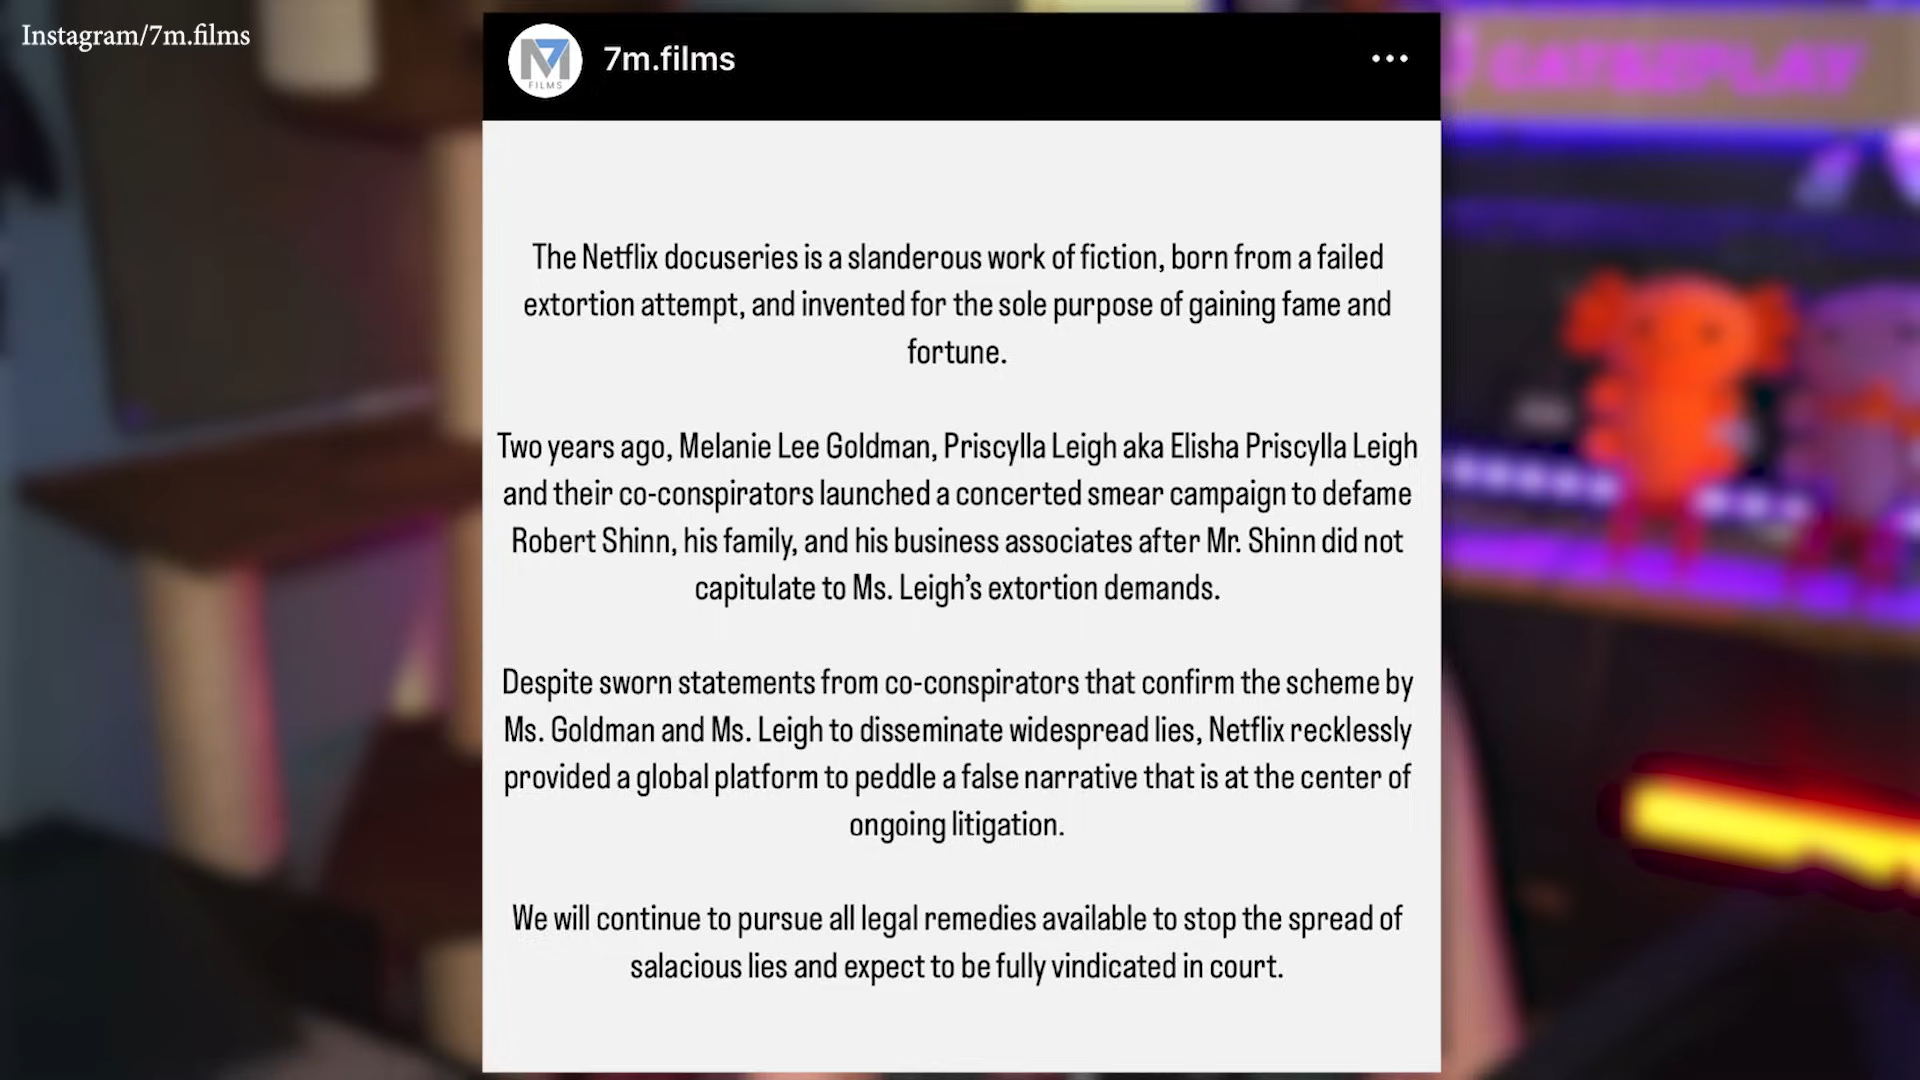 Instagram/7m.films
M7
FILMS
7m.films
CATSZPLAY
The Netflix docuseries is a slanderous work of fiction, born from a failed
extortion attempt, and invented for the sole purpose of gaining fame and
fortune.
Two years ago, Melanie Lee Goldman, Priscylla Leigh aka Elisha Priscylla Leigh
and their co-conspirators launched a concerted smear campaign to defame
Robert Shinn, his family, and his business associates after Mr. Shinn did not
capitulate to Ms. Leigh’s extortion demands.
Despite sworn statements from co-conspirators that confirm the scheme by
Ms. Goldman and Ms. Leigh to disseminate widespread lies, Netflix recklessly
provided a global platform to peddle a false narrative that is at the center of
ongoing litigation.
We will continue to pursue all legal remedies available to stop the spread of
salacious lies and expect to be fully vindicated in court.